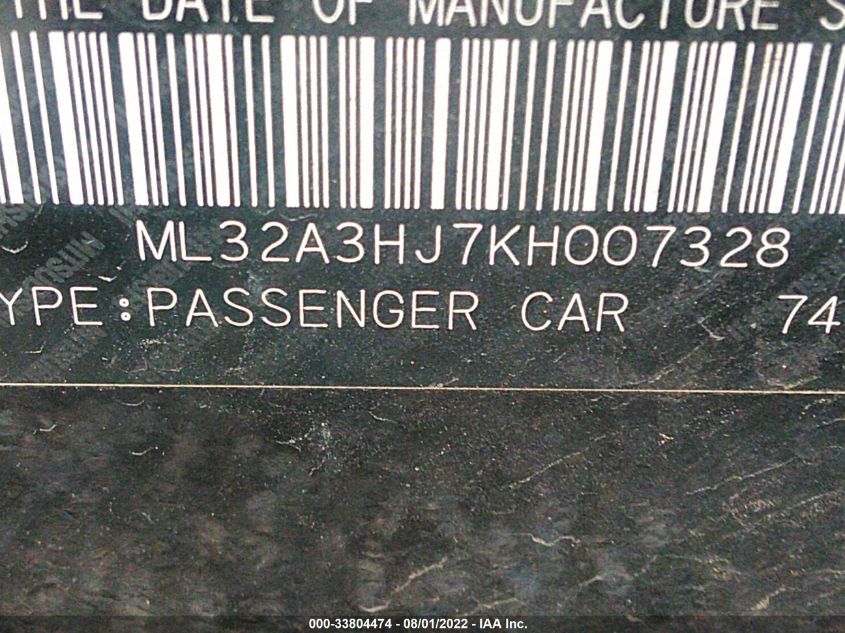 THE DATE OF MANUFACTURE S
ML32A3HJ7KH007328
YPE:PASSENGER CAR 74
000-33804474 - 08/01/2022 - IAA Inc.